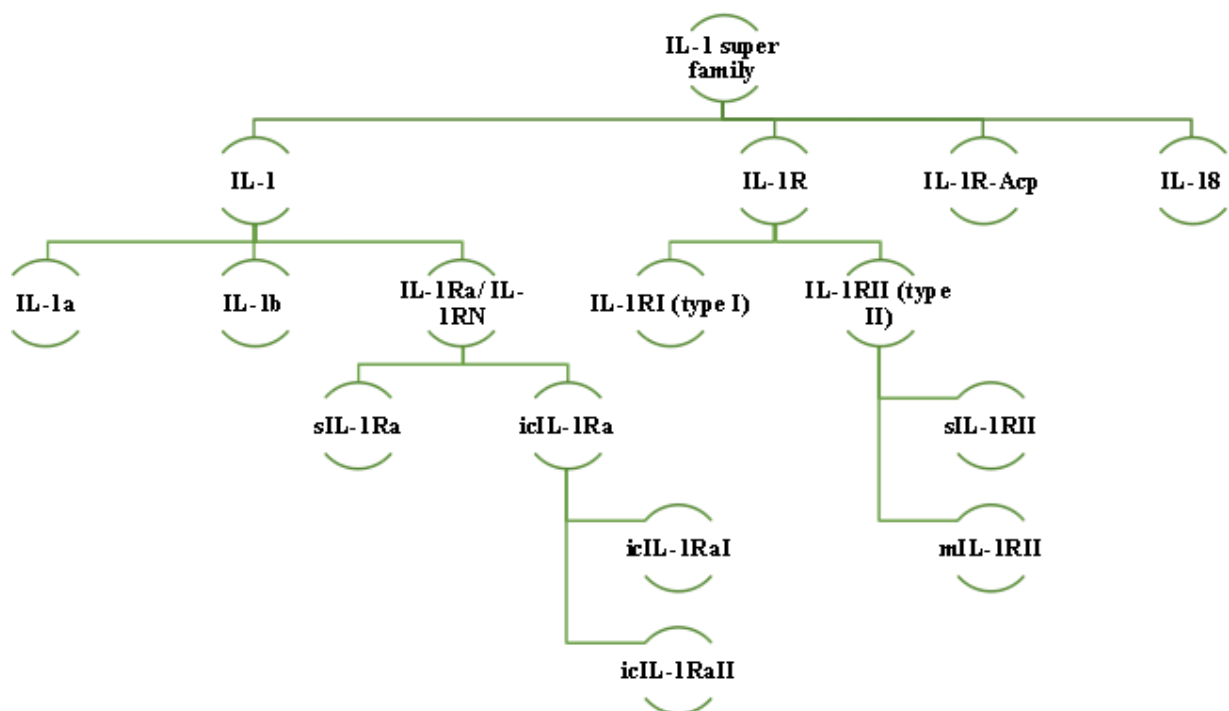 IL-1 super
family
IL-1
IL-1R
IL-1R-Acp
IL-18
IL-1a
IL-1b
IL-1Ra/ IL-
1RN
IL-1RI (type I)
IL-1RII (type
II)
sIL-1Ra
icIL-1Ra
sIL-1RII
icIL-1RaI
mIL-1RII
icIL-1RaII